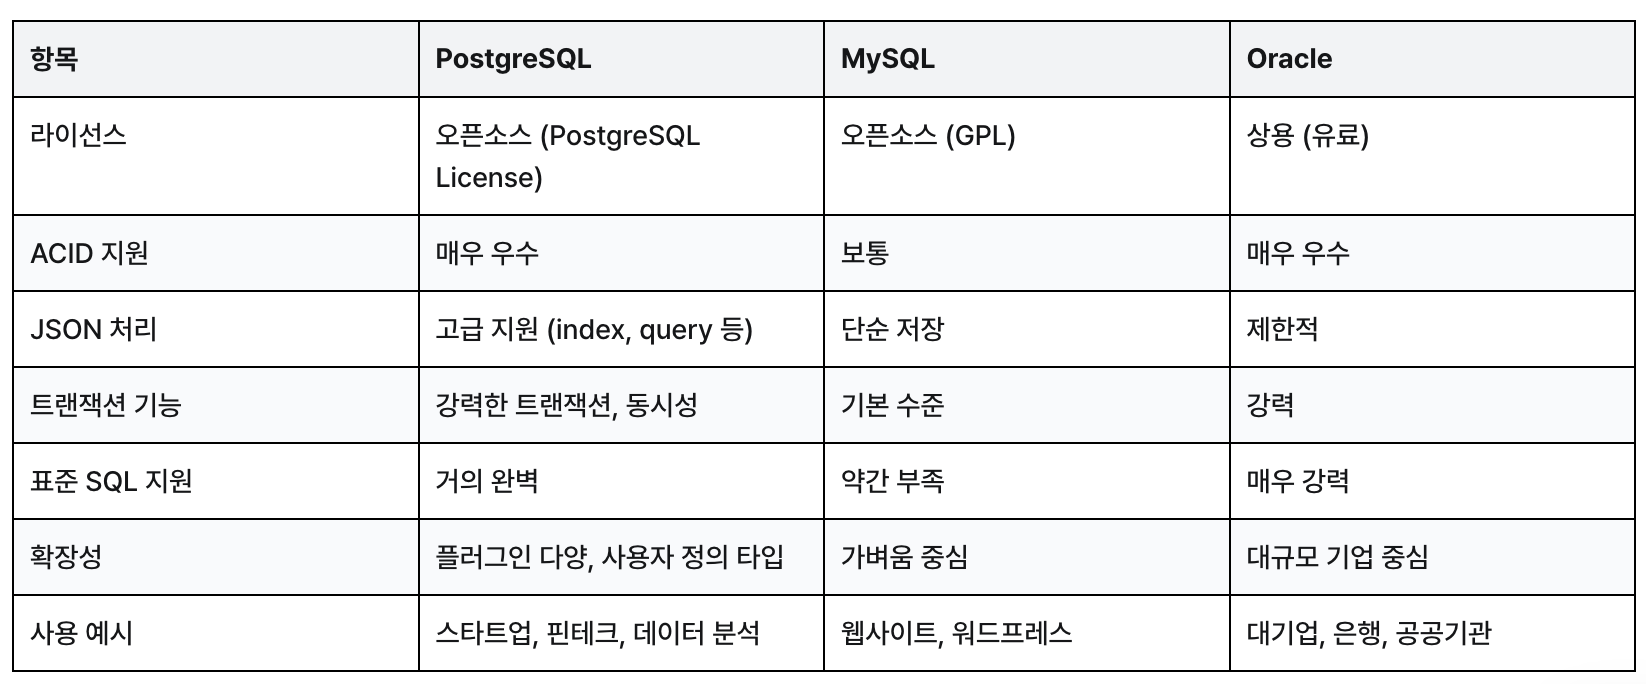 항목 PostgreSQL MySQL Oracle
라이선스 오픈소스 (PostgreSQL License) 오픈소스 (GPL) 상용 (유료)
ACID 지원 매우 우수 보통 매우 우수
JSON 처리 고급 지원 (index, query 등) 단순 저장 제한적
트랜잭션 기능 강력한 트랜잭션, 동시성 기본 수준 강력
표준 SQL 지원 거의 완벽 약간 부족 매우 강력
확장성 플러그인 다양, 사용자 정의 타입 가벼움 중심 대규모 기업 중심
사용 예시 스타트업, 핀테크, 데이터 분석 웹사이트, 워드프레스 대기업, 은행, 공공기관